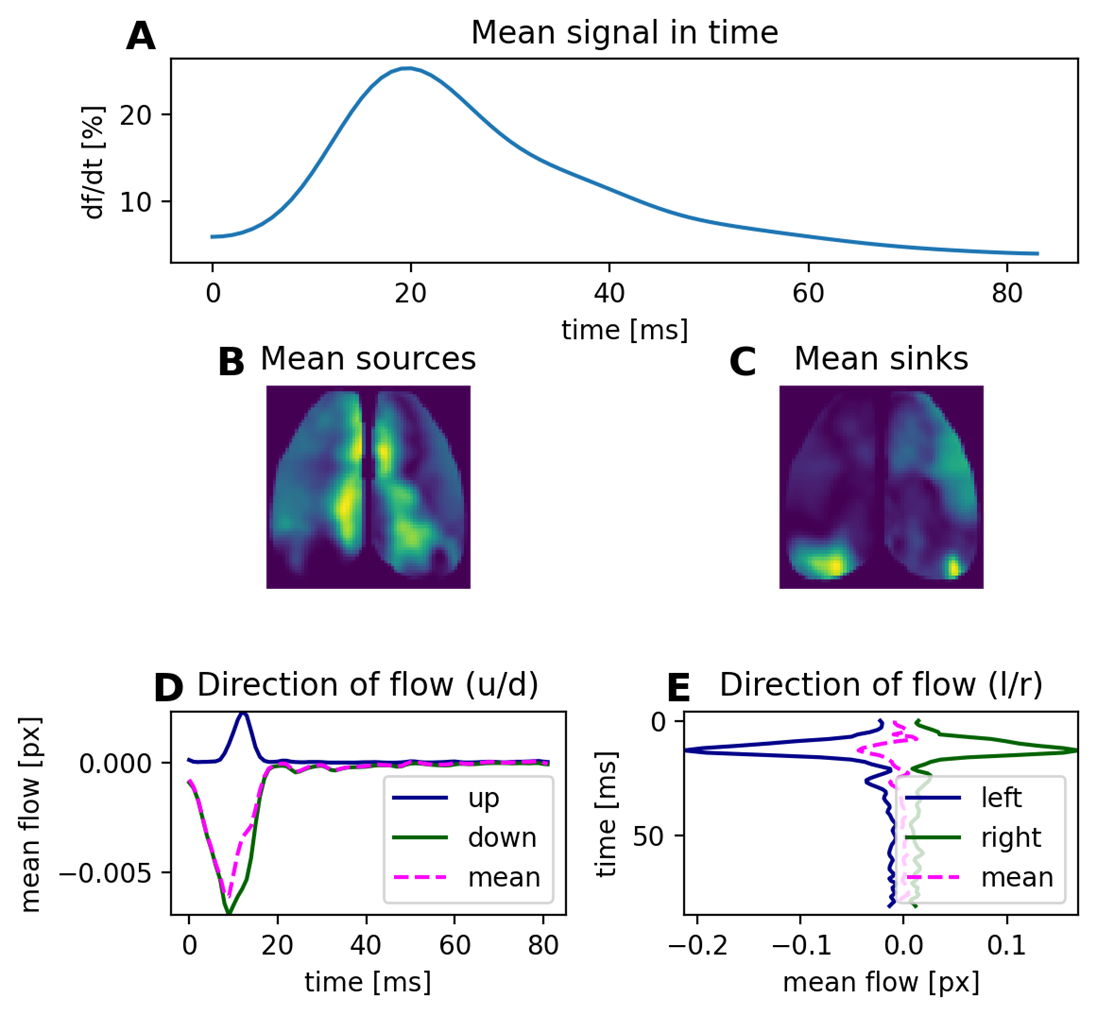 A Mean signal in time
df/dt [%]
20
10
0 20 40 60 80
time [ms]
B Mean sources
C Mean sinks
D Direction of flow (u/d)
mean flow [px]
0.000
−0.005
up
down
mean
0 20 40 60 80
time [ms]
E Direction of flow (l/r)
time [ms]
0
50
left
right
mean
−0.2 −0.1 0.0 0.1
mean flow [px]